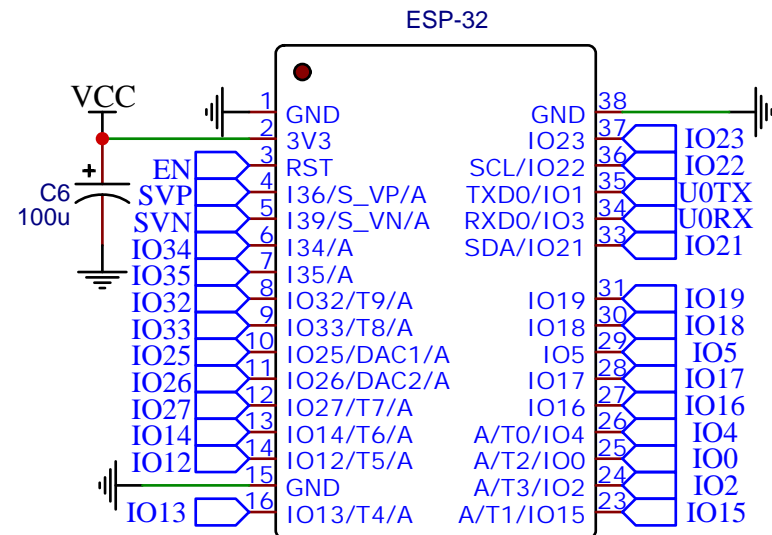 ESP-32
VCC
C6
100u
1 GND
2 3V3
EN 3 RST
SVP 4 I36/S_VP/A
SVN 5 I39/S_VN/A
IO34 6 I34/A
IO35 7 I35/A
IO32 8 IO32/T9/A
IO33 9 IO33/T8/A
IO25 10 IO25/DAC1/A
IO26 11 IO26/DAC2/A
IO27 12 IO27/T7/A
IO14 13 IO14/T6/A
IO12 14 IO12/T5/A
15 GND
IO13 16 IO13/T4/A
GND 38
IO23 37 IO23
SCL/IO22 36 IO22
TXD0/IO1 35 U0TX
RXD0/IO3 34 U0RX
SDA/IO21 33 IO21
IO19 31 IO19
IO18 30 IO18
IO5 29 IO5
IO17 28 IO17
IO16 27 IO16
A/T0/IO4 26 IO4
A/T2/IO0 25 IO0
A/T3/IO2 24 IO2
A/T1/IO15 23 IO15